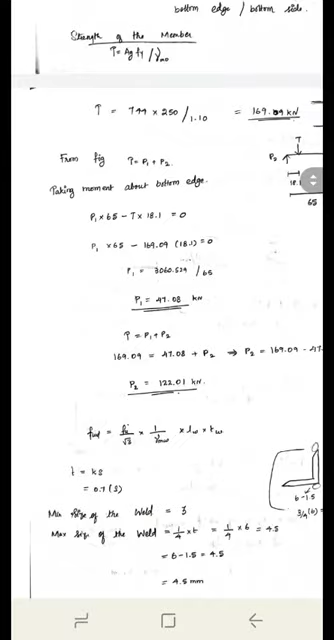 bottom edge / bottom side.
Strength of the Member
T = Ag fy / γmo
T = 744 × 250 / 1.10 = 169.09 kN
From fig T = P1 + P2.
Taking moment about bottom edge.
T
P2
18.1
65
P1 × 65 - T × 18.1 = 0
P1 × 65 - 169.09 (18.1) = 0
P1 = 3060.529 / 65
P1 = 47.08 kN
T = P1 + P2
169.09 = 47.08 + P2 ⇒ P2 = 169.09 - 47.
P2 = 122.01 kN.
fwd = fu/√3 × 1/γmw × lw × tw
t = ks
= 0.7 (3)
6-1.5
3/4 (6) =
Min size of the Weld = 3
Max size of the Weld = 1/4 × t = 1/4 × 6 = 4.5
= 6 - 1.5 = 4.5
= 4.5 mm